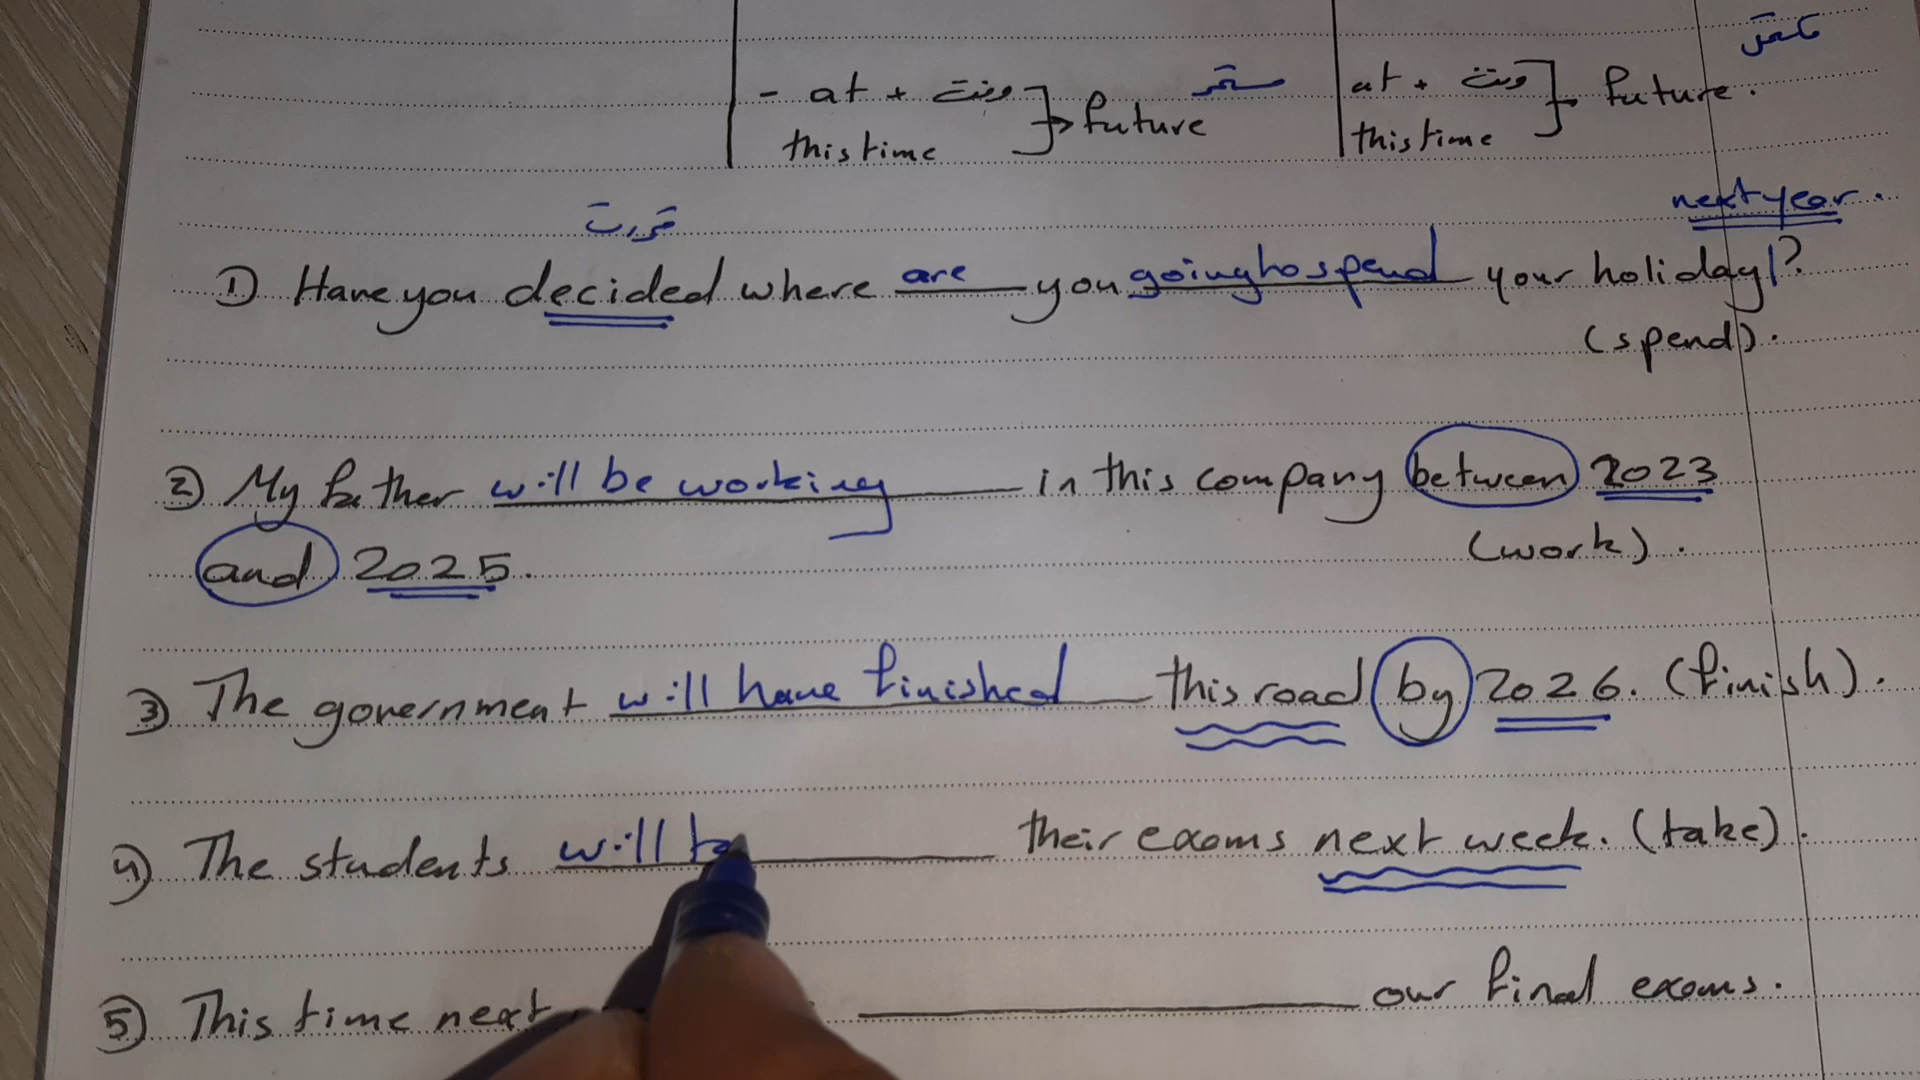 - at + وقت → future مستمر
this time
at + وقت → future.
this time
قررت
next year.
1) Have you decided where are you going to spend your holiday?
(spend).
2) My father will be working in this company between 2023
(work).
and 2025.
3) The government will have finished this road by 2026. (finish).
4) The students will ta their exams next week. (take).
5) This time next our final exams.